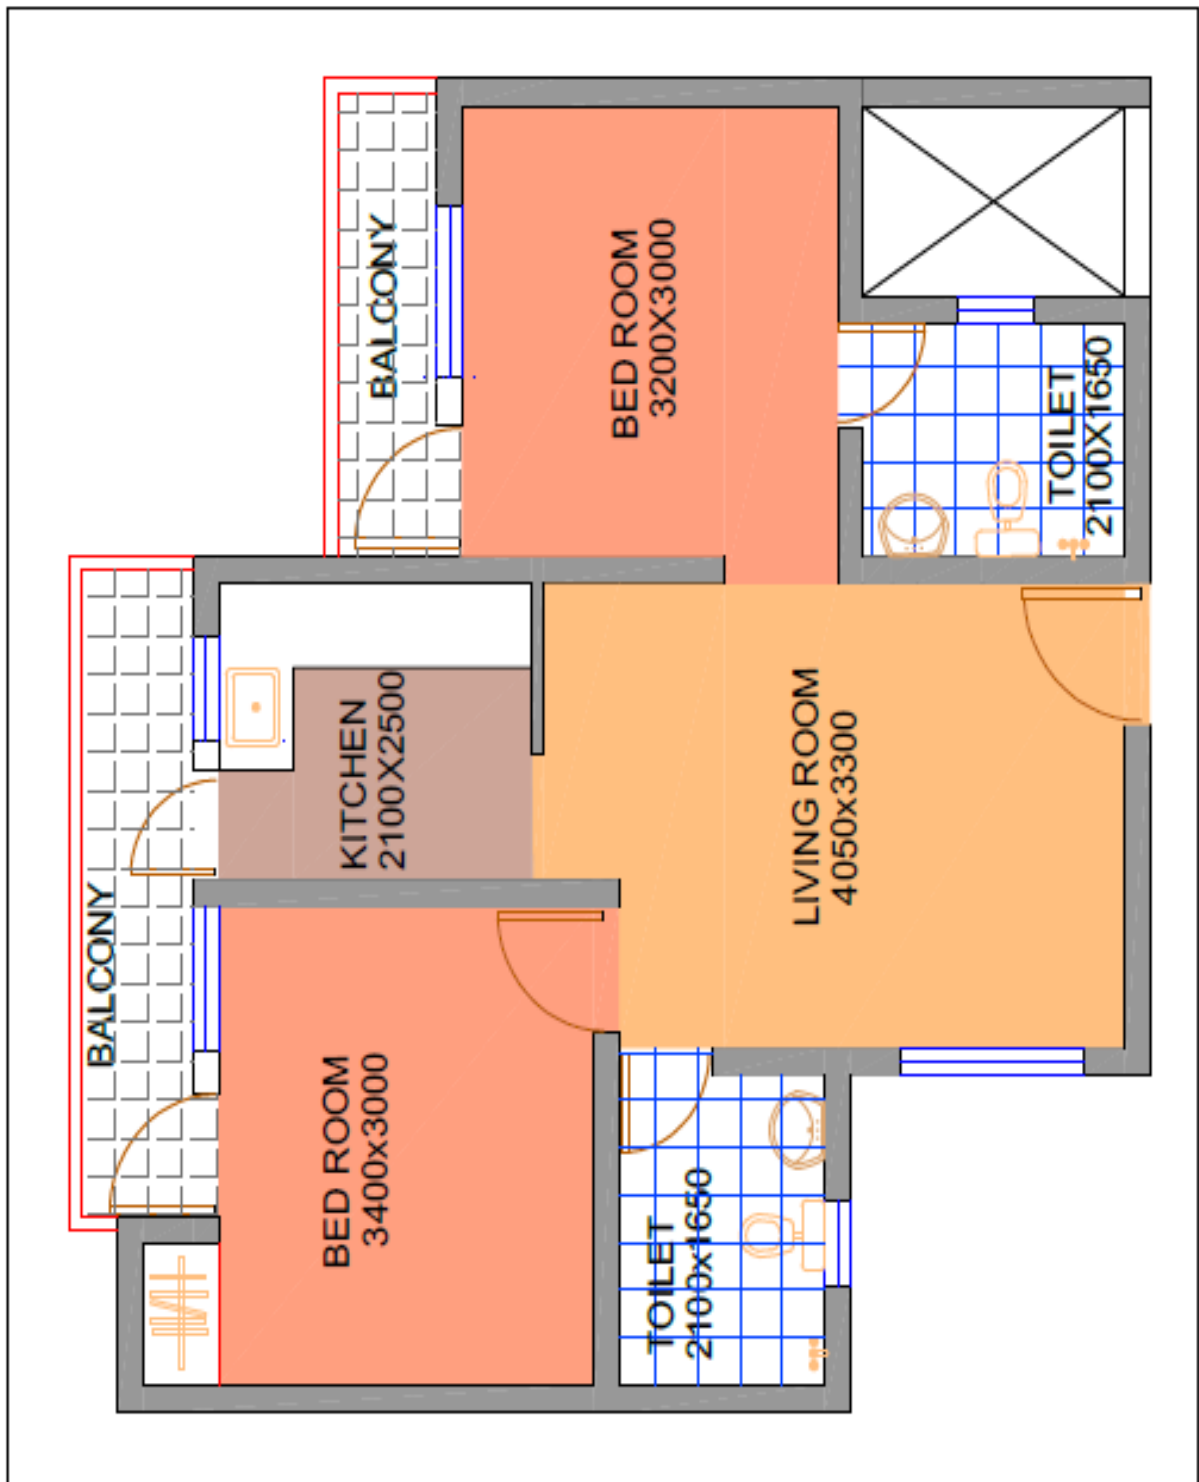 BALCONY
BED ROOM
3200X3000
TOILET
2100X1650
KITCHEN
2100X2500
LIVING ROOM
4050x3300
BALCONY
BED ROOM
3400x3000
TOILET
2100x1650